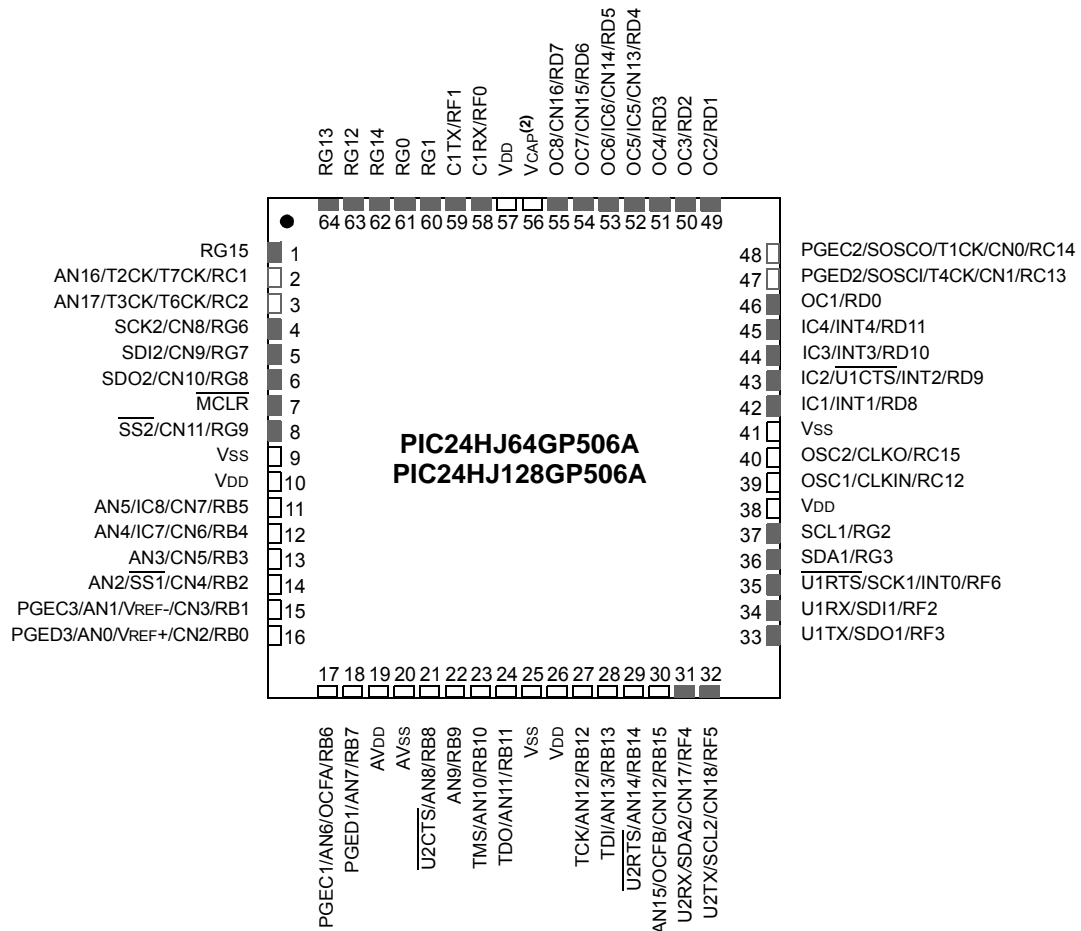 RG13
RG12
RG14
RG0
RG1
C1TX/RF1
C1RX/RF0
VDD
VCAP(2)
OC8/CN16/RD7
OC7/CN15/RD6
OC6/IC6/CN14/RD5
OC5/IC5/CN13/RD4
OC4/RD3
OC3/RD2
OC2/RD1
64 63 62 61 60 59 58 57 56 55 54 53 52 51 50 49
RG15 1
AN16/T2CK/T7CK/RC1 2
AN17/T3CK/T6CK/RC2 3
SCK2/CN8/RG6 4
SDI2/CN9/RG7 5
SDO2/CN10/RG8 6
MCLR 7
SS2/CN11/RG9 8
VSS 9
VDD 10
AN5/IC8/CN7/RB5 11
AN4/IC7/CN6/RB4 12
AN3/CN5/RB3 13
AN2/SS1/CN4/RB2 14
PGEC3/AN1/VREF-/CN3/RB1 15
PGED3/AN0/VREF+/CN2/RB0 16
PIC24HJ64GP506A
PIC24HJ128GP506A
48 PGEC2/SOSCO/T1CK/CN0/RC14
47 PGED2/SOSCI/T4CK/CN1/RC13
46 OC1/RD0
45 IC4/INT4/RD11
44 IC3/INT3/RD10
43 IC2/U1CTS/INT2/RD9
42 IC1/INT1/RD8
41 VSS
40 OSC2/CLKO/RC15
39 OSC1/CLKIN/RC12
38 VDD
37 SCL1/RG2
36 SDA1/RG3
35 U1RTS/SCK1/INT0/RF6
34 U1RX/SDI1/RF2
33 U1TX/SDO1/RF3
17 18 19 20 21 22 23 24 25 26 27 28 29 30 31 32
PGEC1/AN6/OCFA/RB6
PGED1/AN7/RB7
AVDD
AVSS
U2CTS/AN8/RB8
AN9/RB9
TMS/AN10/RB10
TDO/AN11/RB11
VSS
VDD
TCK/AN12/RB12
TDI/AN13/RB13
U2RTS/AN14/RB14
AN15/OCFB/CN12/RB15
U2RX/SDA2/CN17/RF4
U2TX/SCL2/CN18/RF5